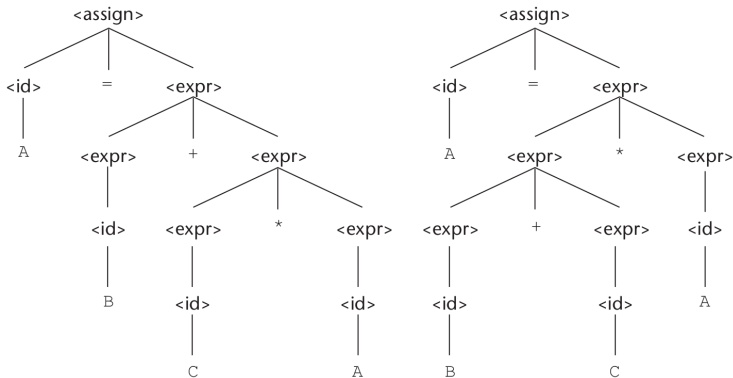 <assign> <assign>
<id> = <expr> <id> = <expr>
A <expr> + <expr> A <expr> * <expr>
<id> <expr> * <expr> <expr> + <expr> <id>
B <id> <id> <id> <id> A
C A B C